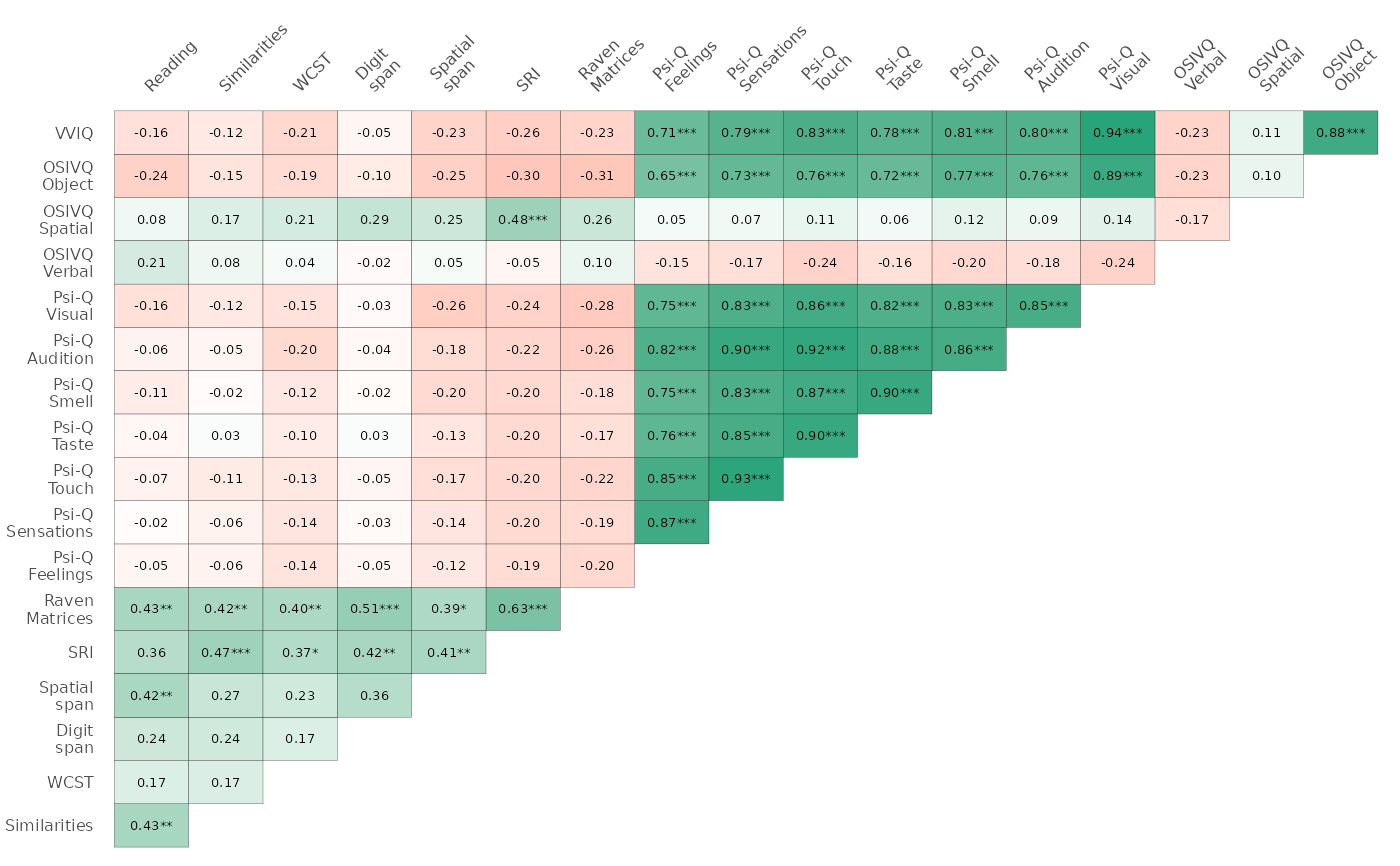 Reading
Similarities
WCST
Digit
span
Spatial
span
SRI
Raven
Matrices
Psi-Q
Feelings
Psi-Q
Sensations
Psi-Q
Touch
Psi-Q
Taste
Psi-Q
Smell
Psi-Q
Audition
Psi-Q
Visual
OSIVQ
Verbal
OSIVQ
Spatial
OSIVQ
Object
VVIQ -0.16 -0.12 -0.21 -0.05 -0.23 -0.26 -0.23 0.71*** 0.79*** 0.83*** 0.78*** 0.81*** 0.80*** 0.94*** -0.23 0.11 0.88***
OSIVQ
Object -0.24 -0.15 -0.19 -0.10 -0.25 -0.30 -0.31 0.65*** 0.73*** 0.76*** 0.72*** 0.77*** 0.76*** 0.89*** -0.23 0.10
OSIVQ
Spatial 0.08 0.17 0.21 0.29 0.25 0.48*** 0.26 0.05 0.07 0.11 0.06 0.12 0.09 0.14 -0.17
OSIVQ
Verbal 0.21 0.08 0.04 -0.02 0.05 -0.05 0.10 -0.15 -0.17 -0.24 -0.16 -0.20 -0.18 -0.24
Psi-Q
Visual -0.16 -0.12 -0.15 -0.03 -0.26 -0.24 -0.28 0.75*** 0.83*** 0.86*** 0.82*** 0.83*** 0.85***
Psi-Q
Audition -0.06 -0.05 -0.20 -0.04 -0.18 -0.22 -0.26 0.82*** 0.90*** 0.92*** 0.88*** 0.86***
Psi-Q
Smell -0.11 -0.02 -0.12 -0.02 -0.20 -0.20 -0.18 0.75*** 0.83*** 0.87*** 0.90***
Psi-Q
Taste -0.04 0.03 -0.10 0.03 -0.13 -0.20 -0.17 0.76*** 0.85*** 0.90***
Psi-Q
Touch -0.07 -0.11 -0.13 -0.05 -0.17 -0.20 -0.22 0.85*** 0.93***
Psi-Q
Sensations -0.02 -0.06 -0.14 -0.03 -0.14 -0.20 -0.19 0.87***
Psi-Q
Feelings -0.05 -0.06 -0.14 -0.05 -0.12 -0.19 -0.20
Raven
Matrices 0.43** 0.42** 0.40** 0.51*** 0.39* 0.63***
SRI 0.36 0.47*** 0.37* 0.42** 0.41**
Spatial
span 0.42** 0.27 0.23 0.36
Digit
span 0.24 0.24 0.17
WCST 0.17 0.17
Similarities 0.43**